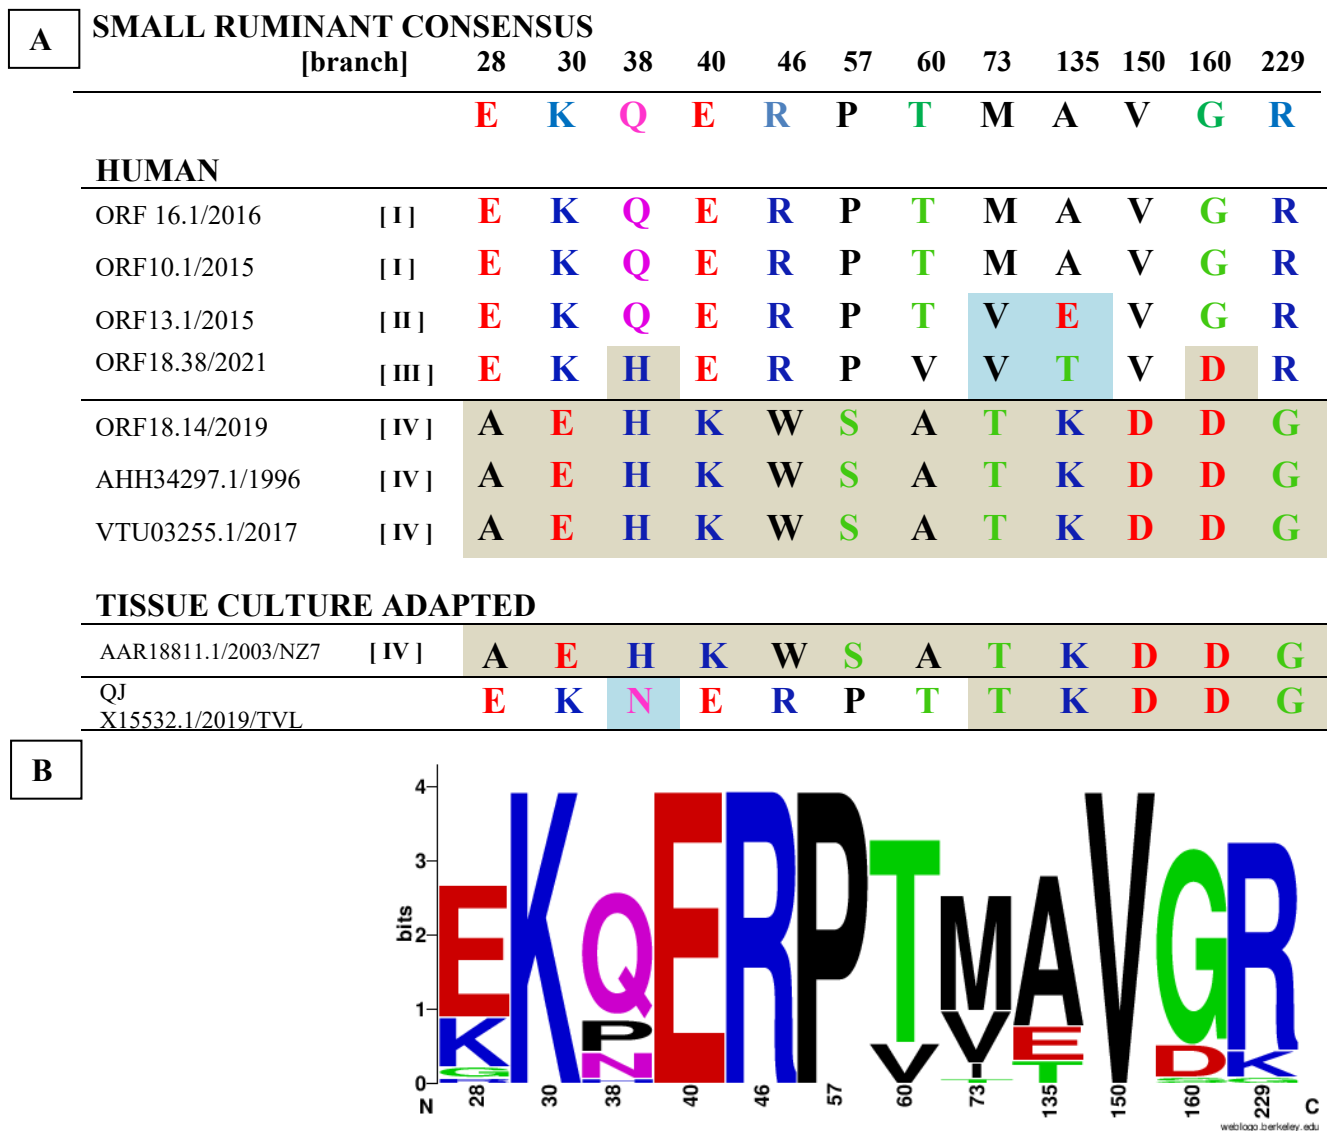 A
SMALL RUMINANT CONSENSUS
[branch] 28 30 38 40 46 57 60 73 135 150 160 229
E K Q E R P T M A V G R
HUMAN
ORF 16.1/2016 [ I ] E K Q E R P T M A V G R
ORF10.1/2015 [ I ] E K Q E R P T M A V G R
ORF13.1/2015 [ II ] E K Q E R P T V E V G R
ORF18.38/2021 [ III ] E K H E R P V V T V D R
ORF18.14/2019 [ IV ] A E H K W S A T K D D G
AHH34297.1/1996 [ IV ] A E H K W S A T K D D G
VTU03255.1/2017 [ IV ] A E H K W S A T K D D G
TISSUE CULTURE ADAPTED
AAR18811.1/2003/NZ7 [ IV ] A E H K W S A T K D D G
QJ
X15532.1/2019/TVL E K N E R P T T K D D G
B
bits
4
3
2
1
0
E K Q E R P T M A V G R
K P V V E D K
G N I T
N 28 30 38 40 46 57 60 73 135 150 160 229 C
weblogo.berkeley.edu